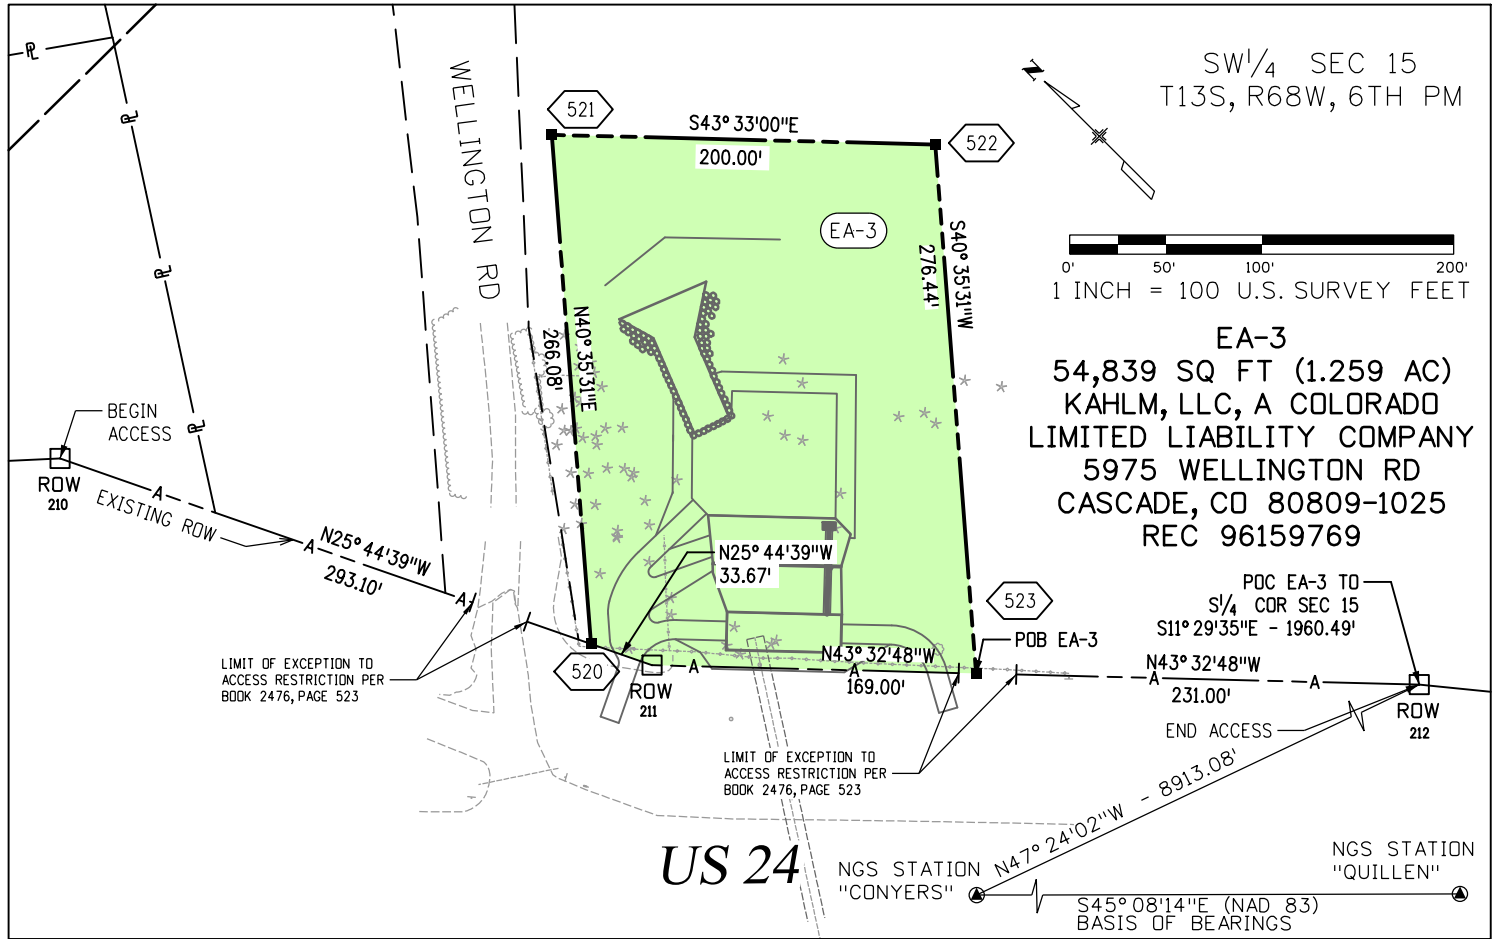 SW1/4 SEC 15
T13S, R68W, 6TH PM
N
0' 50' 100' 200'
1 INCH = 100 U.S. SURVEY FEET
EA-3
54,839 SQ FT (1.259 AC)
KAHLM, LLC, A COLORADO
LIMITED LIABILITY COMPANY
5975 WELLINGTON RD
CASCADE, CO 80809-1025
REC 96159769
PL
PL
PL
PL
WELLINGTON RD
521
S43°33'00"E
200.00'
522
EA-3
S40°35'31"W
276.44'
N40°35'31"E
266.08'
BEGIN
ACCESS
ROW
210
A
EXISTING ROW
A
N25°44'39"W
293.10'
A
LIMIT OF EXCEPTION TO
ACCESS RESTRICTION PER
BOOK 2476, PAGE 523
N25°44'39"W
33.67'
520
ROW
211
A
A
N43°32'48"W
169.00'
523
POB EA-3
POC EA-3 TO
S1/4 COR SEC 15
S11°29'35"E - 1960.49'
N43°32'48"W
A
A
231.00'
ROW
212
END ACCESS
LIMIT OF EXCEPTION TO
ACCESS RESTRICTION PER
BOOK 2476, PAGE 523
N47°24'02"W - 8913.08'
US 24
NGS STATION
"CONYERS"
NGS STATION
"QUILLEN"
S45°08'14"E (NAD 83)
BASIS OF BEARINGS